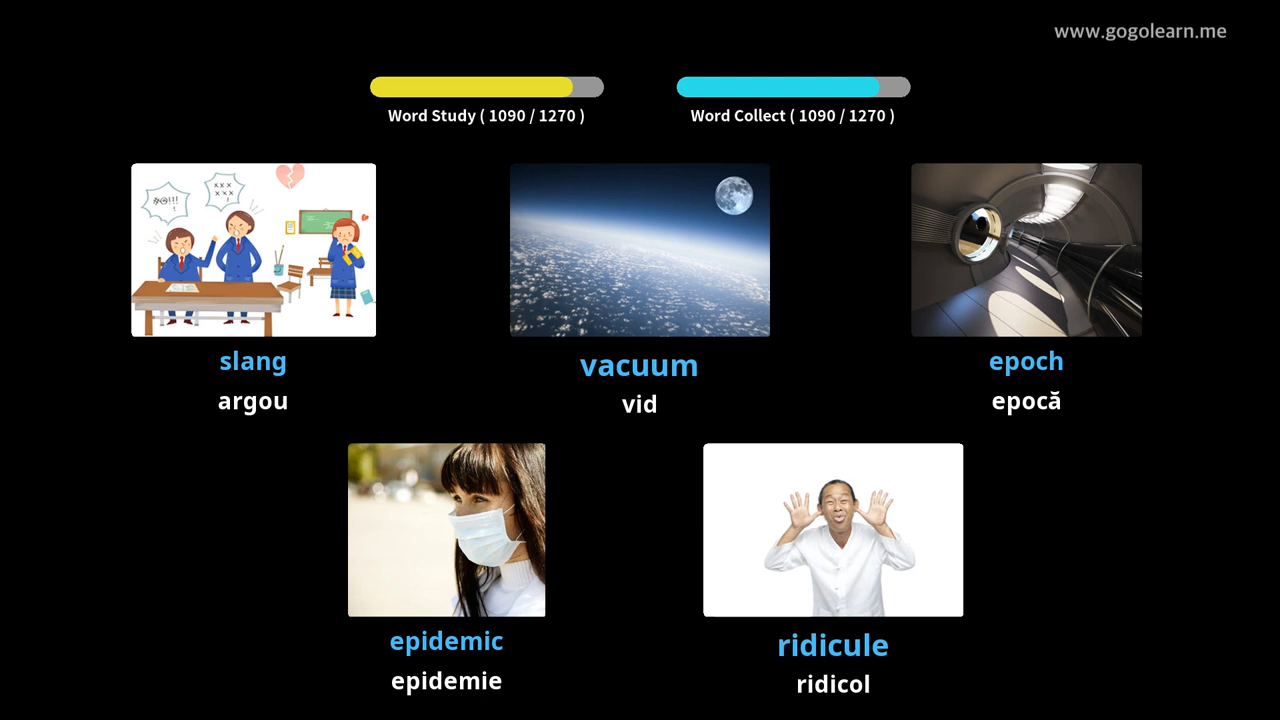 www.gogolearn.me
Word Study ( 1090 / 1270 )
Word Collect ( 1090 / 1270 )
slang
argou
vacuum
vid
epoch
epocă
epidemic
epidemie
ridicule
ridicol